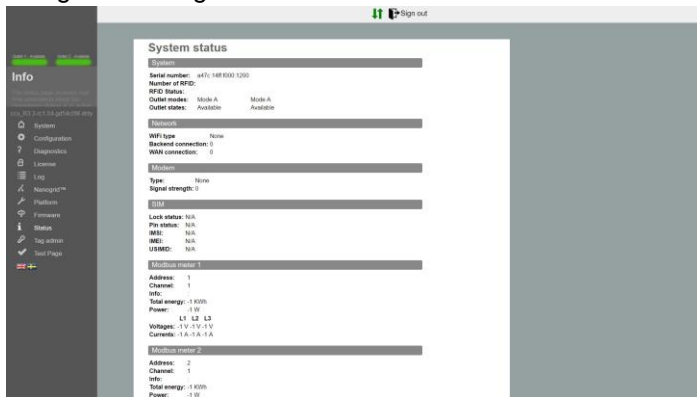 Sign out
Info
System
Configuration
Diagnostics
License
Log
Nanogrid™
Platform
Firmware
Status
Tag admin
Test Page
System status
System
Serial number:
Number of RFID:
RFID Status:
Outlet modes: Mode A Mode A
Outlet states: Available Available
Network
WiFi type None
Backend connection: 0
WAN connection: 0
Modem
Type: None
Signal strength: 0
SIM
Lock status: N/A
Pin status: N/A
IMSI: N/A
IMEI: N/A
USIMID: N/A
Modbus meter 1
Address: 1
Channel: 1
Info:
Total energy: -1 KWh
Power: -1 W
L1 L2 L3
Voltages: -1 V -1 V -1 V
Currents: -1 A -1 A -1 A
Modbus meter 2
Address: 2
Channel: 1
Info:
Total energy: -1 KWh
Power: -1 W